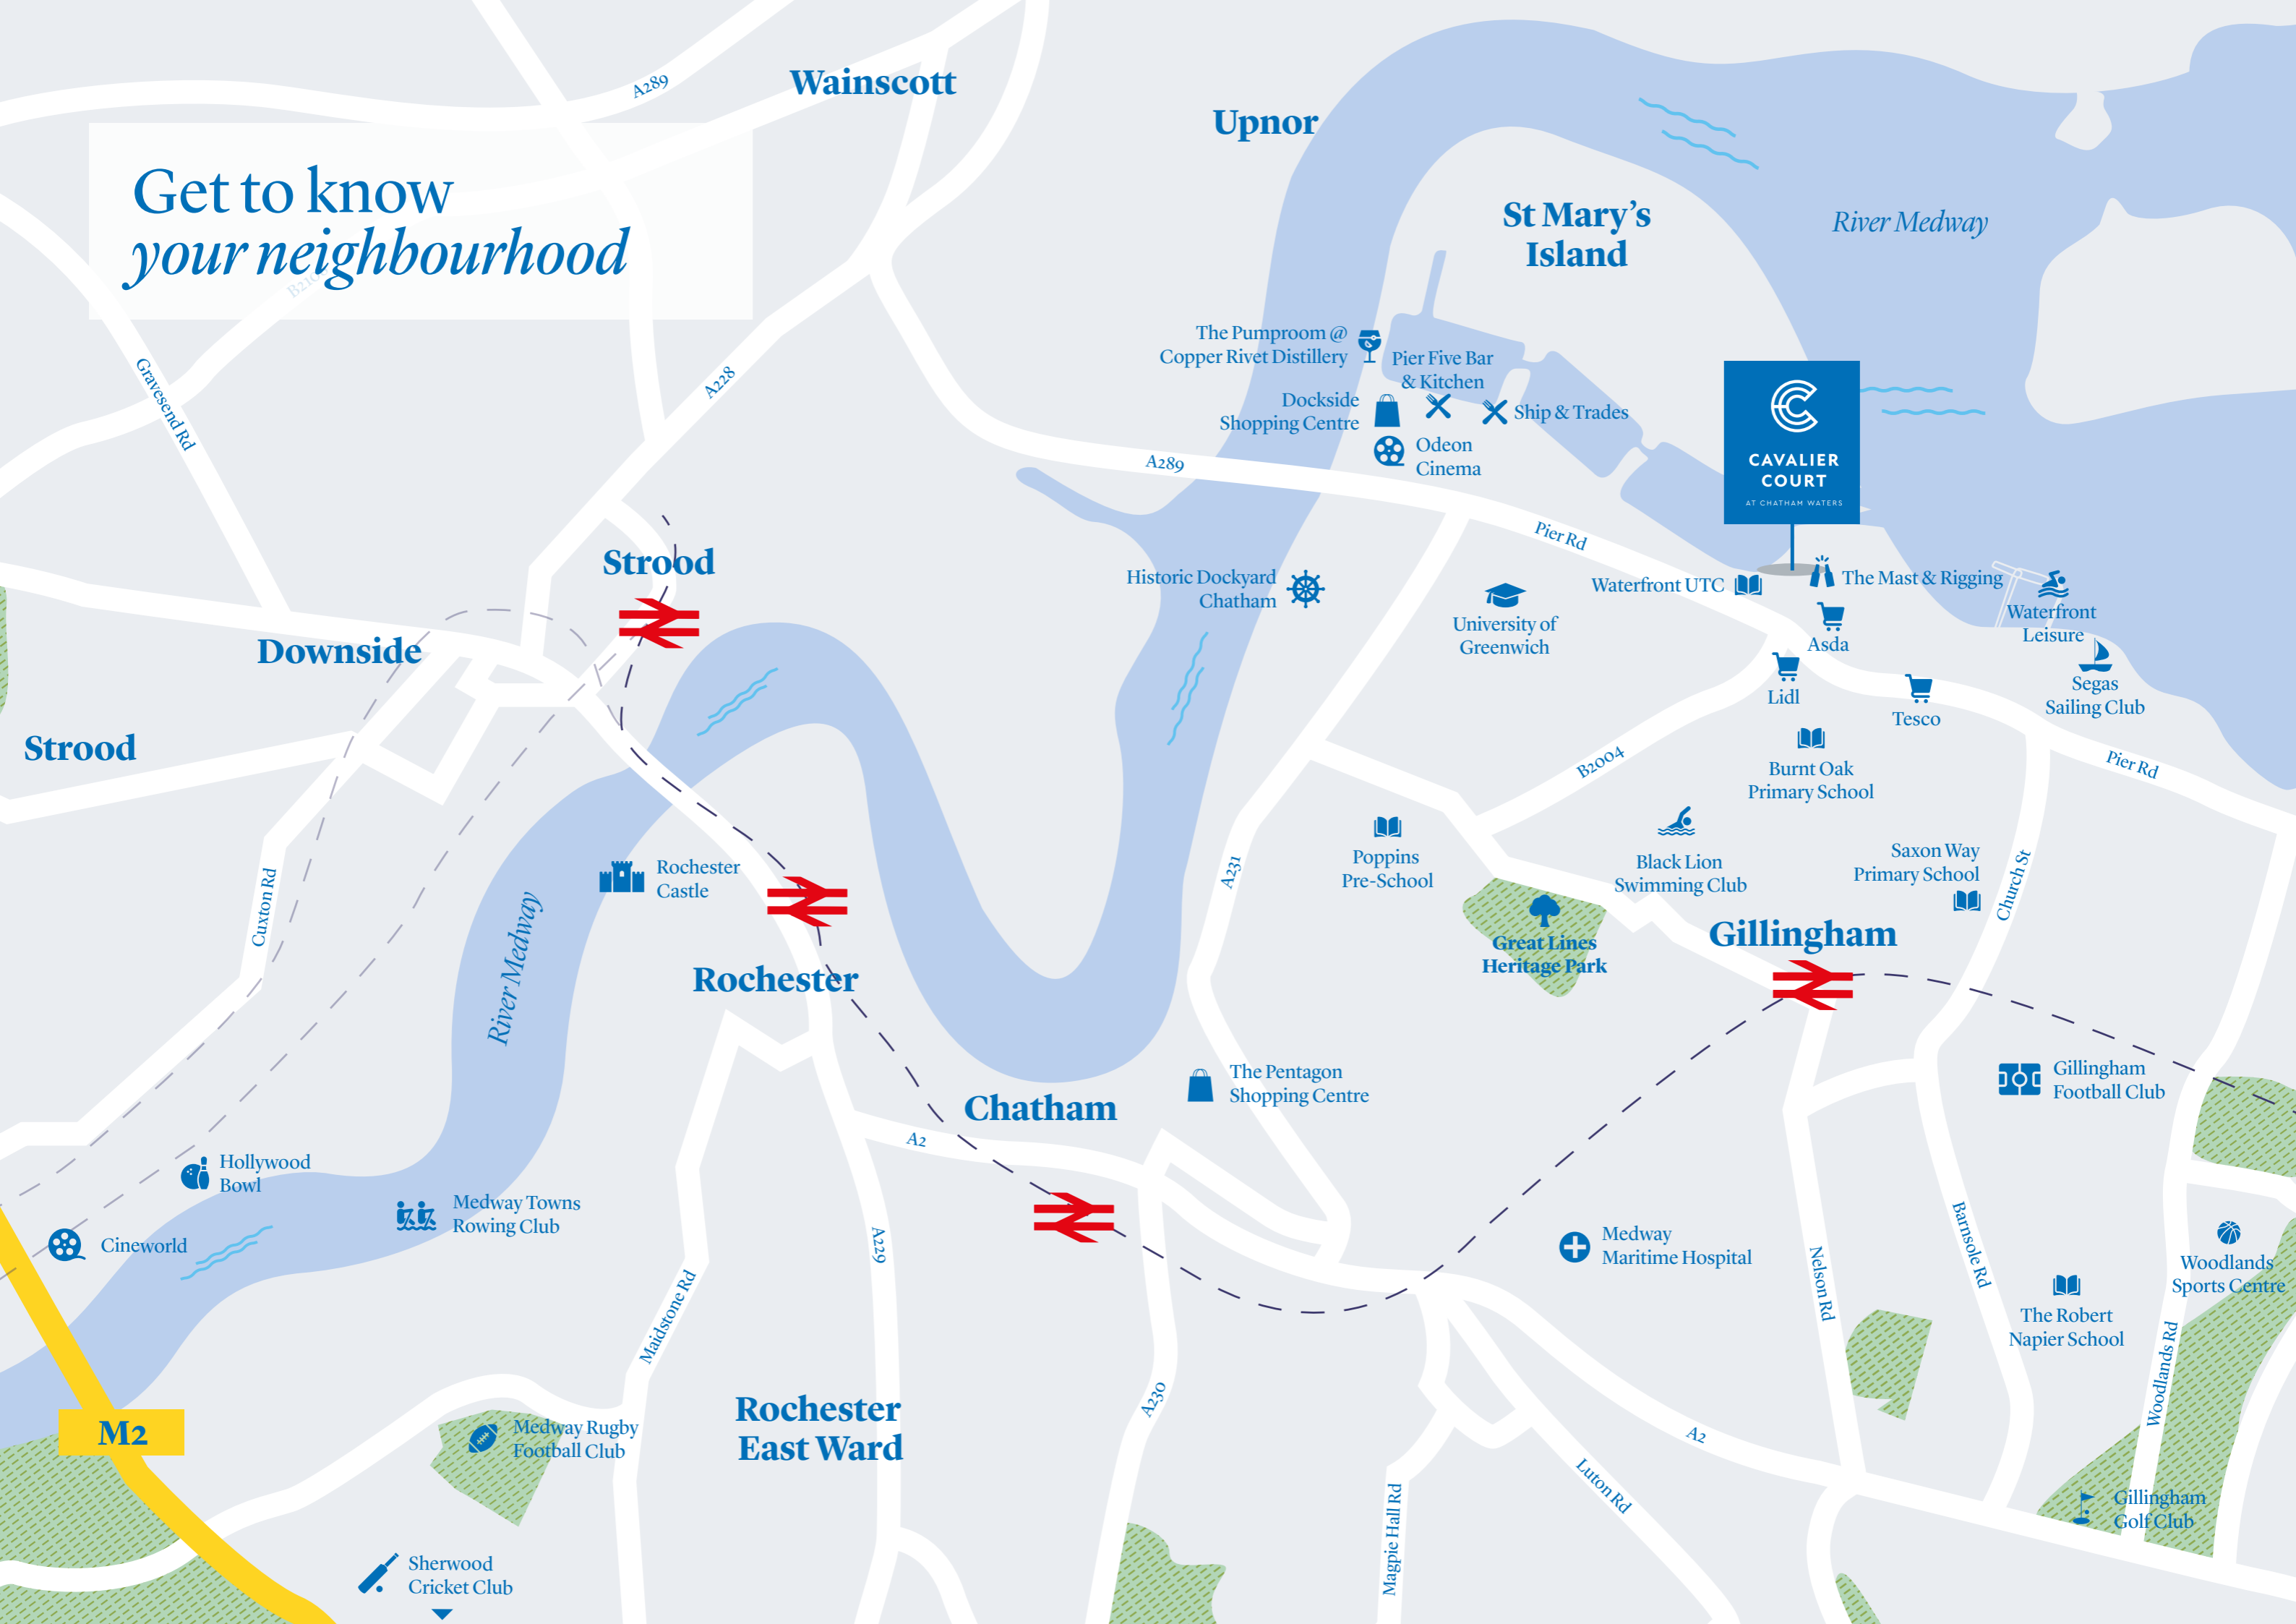 Get to know
your neighbourhood
A289
Wainscott
Upnor
St Mary's
Island
River Medway
B2108
Gravesend Rd
A228
The Pumproom @
Copper Rivet Distillery
Pier Five Bar
& Kitchen
Dockside
Shopping Centre
Ship & Trades
Odeon
Cinema
A289
Pier Rd
CAVALIER
COURT
AT CHATHAM WATERS
Strood
Historic Dockyard
Chatham
University of
Greenwich
Waterfront UTC
The Mast & Rigging
Asda
Waterfront
Leisure
Lidl
Tesco
Segas
Sailing Club
Downside
Strood
B2004
Burnt Oak
Primary School
Pier Rd
Cuxton Rd
Rochester
Castle
A231
Poppins
Pre-School
Black Lion
Swimming Club
Saxon Way
Primary School
Church St
River Medway
Great Lines
Heritage Park
Gillingham
Rochester
The Pentagon
Shopping Centre
Chatham
Gillingham
Football Club
A2
Hollywood
Bowl
Medway Towns
Rowing Club
Cineworld
A229
Medway
Maritime Hospital
Nelson Rd
Barnsole Rd
Woodlands
Sports Centre
Maidstone Rd
The Robert
Napier School
Woodlands Rd
M2
Medway Rugby
Football Club
Rochester
East Ward
A230
A2
Luton Rd
Magpie Hall Rd
Gillingham
Golf Club
Sherwood
Cricket Club